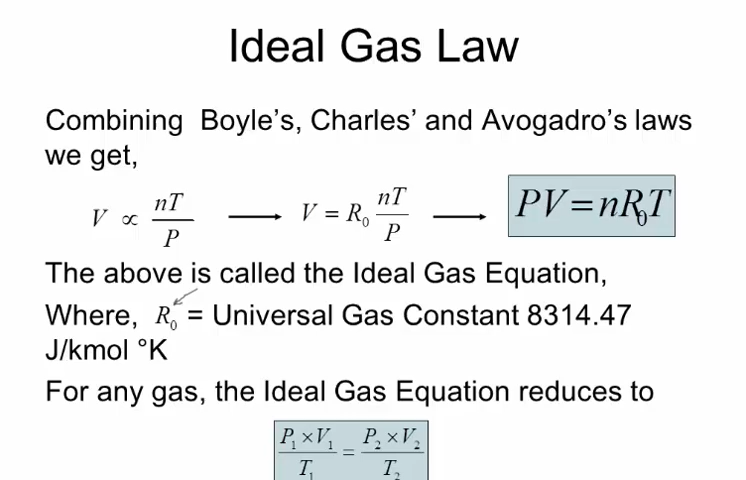 Ideal Gas Law
Combining Boyle's, Charles' and Avogadro's laws
we get,
V ∝ nT/P → V = R₀ nT/P → PV = nR₀T
The above is called the Ideal Gas Equation,
Where, R₀ = Universal Gas Constant 8314.47
J/kmol °K
For any gas, the Ideal Gas Equation reduces to
P₁ × V₁ / T₁ = P₂ × V₂ / T₂